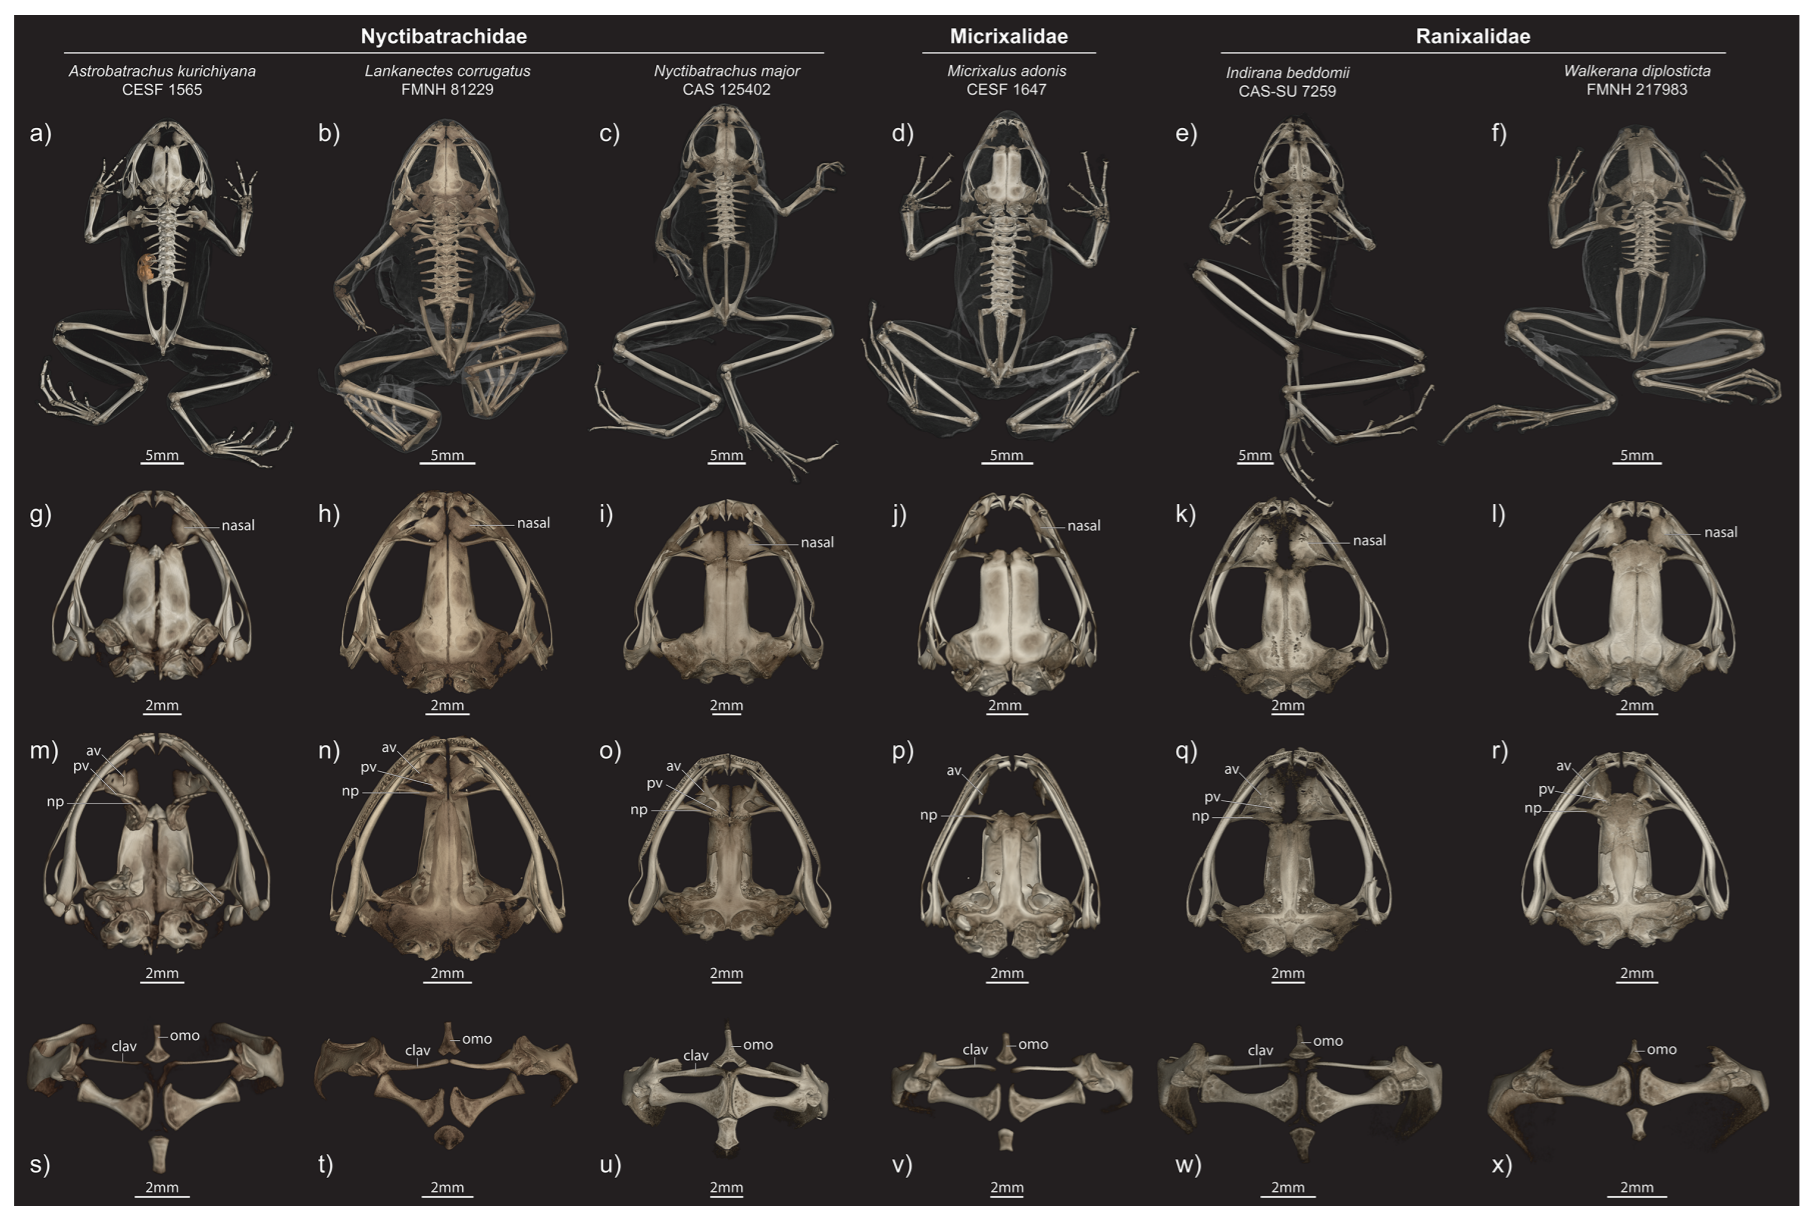 Nyctibatrachidae
Micrixalidae
Ranixalidae
Astrobatrachus kurichiyana
CESF 1565
Lankanectes corrugatus
FMNH 81229
Nyctibatrachus major
CAS 125402
Micrixalus adonis
CESF 1647
Indirana beddomii
CAS-SU 7259
Walkerana diplosticta
FMNH 217983
a)
b)
c)
d)
e)
f)
5mm
5mm
5mm
5mm
5mm
5mm
g)
nasal
h)
nasal
i)
nasal
j)
nasal
k)
nasal
l)
nasal
2mm
2mm
2mm
2mm
2mm
2mm
m)
av
pv
np
n)
av
pv
np
o)
av
pv
np
p)
av
np
q)
av
pv
np
r)
av
pv
np
2mm
2mm
2mm
2mm
2mm
2mm
clav
omo
clav
omo
clav
omo
clav
omo
clav
omo
omo
s)
t)
u)
v)
w)
x)
2mm
2mm
2mm
2mm
2mm
2mm